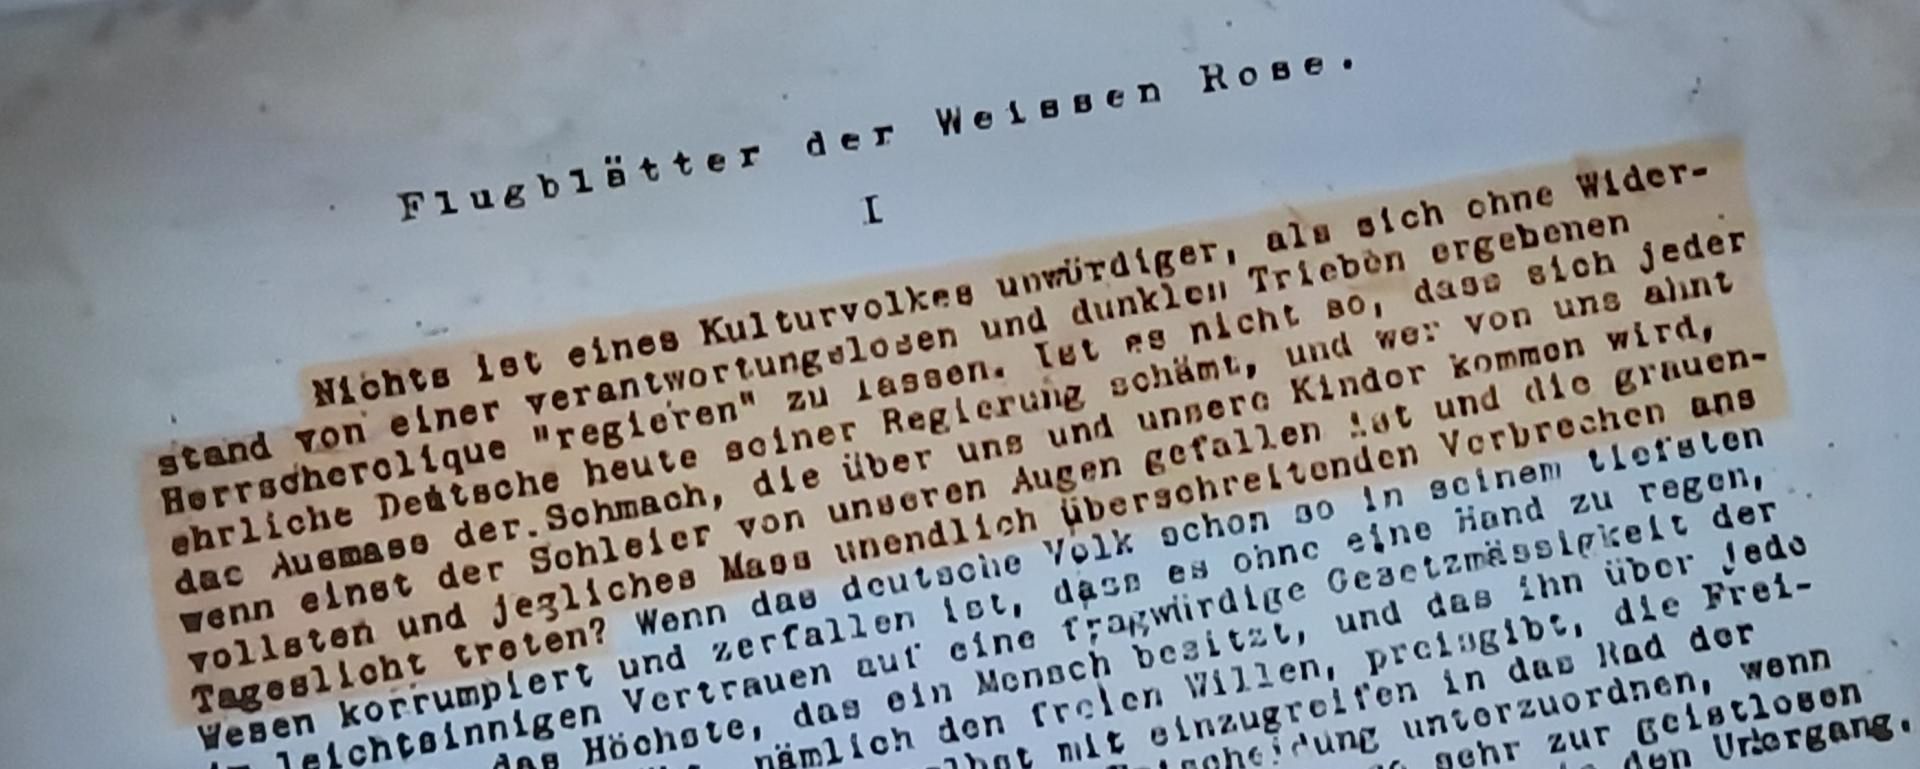 Flugblätter der Weissen Rose.
I
Nichts ist eines Kulturvolkes unwürdiger, als sich ohne Wider-
stand von einer verantwortungslosen und dunklen Trieben ergebenen
Herrscherclique "regieren" zu lassen. Ist es nicht so, dass sich jeder
ehrliche Deutsche heute seiner Regierung schämt, und wer von uns ahnt
das Ausmass der Schmach, die über uns und unsere Kinder kommen wird,
wenn einst der Schleier von unseren Augen gefallen ist und die grauen-
vollsten und jegliches Mass unendlich überschreitenden Verbrechen ans
Tageslicht treten? Wenn das deutsche Volk schon so in seinem tiefsten
Wesen korrumpiert und zerfallen ist, dass es ohne eine Hand zu regen,
leichtsinnigen Vertrauen auf eine fragwürdige Gesetzmässigkeit der
das Höchste, das ein Mensch besitzt, und das ihn über jede
nämlich den freien Willen, preisgibt, die Frei-
mit einzugreifen in das Rad der
unterzuordnen, wenn
sehr zur geistlosen
den Untergang.